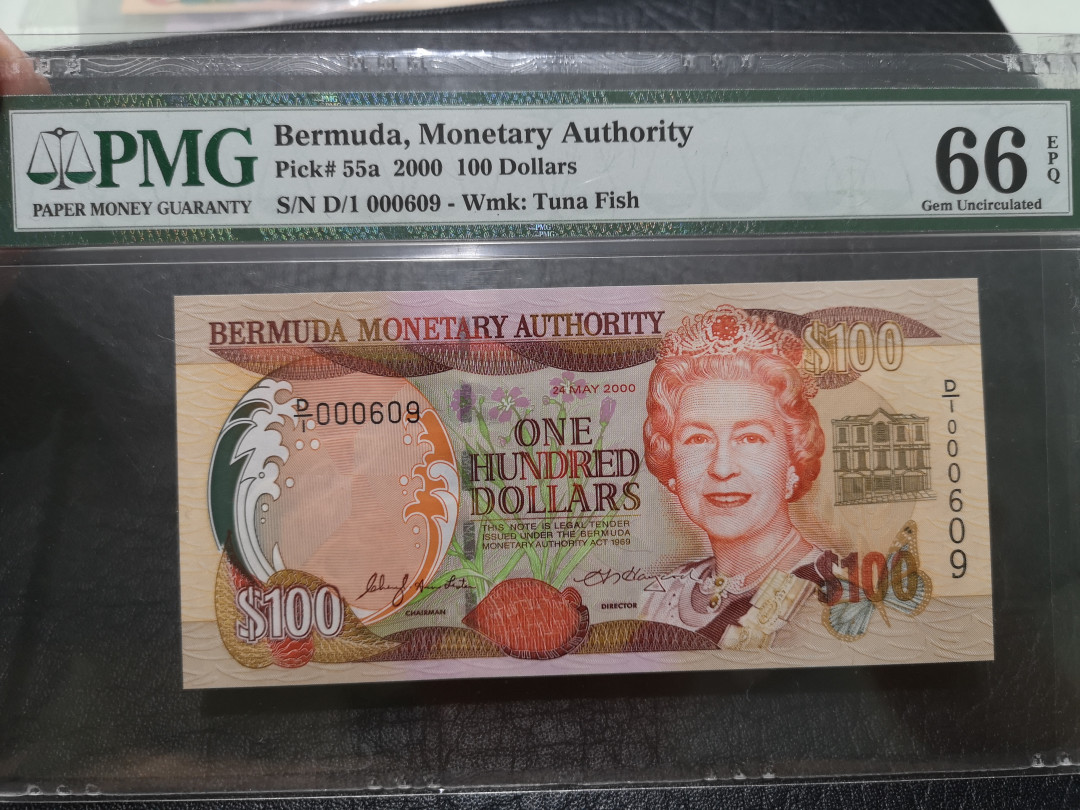 PMG
PAPER MONEY GUARANTY
Bermuda, Monetary Authority
Pick# 55a 2000 100 Dollars
S/N D/1 000609 - Wmk: Tuna Fish
66
EPQ
Gem Uncirculated
BERMUDA MONETARY AUTHORITY
$100
24 MAY 2000
D/1 000609
D/1 000609
ONE
HUNDRED
DOLLARS
THIS NOTE IS LEGAL TENDER
ISSUED UNDER THE BERMUDA
MONETARY AUTHORITY ACT 1969
$100
$100
CHAIRMAN
DIRECTOR